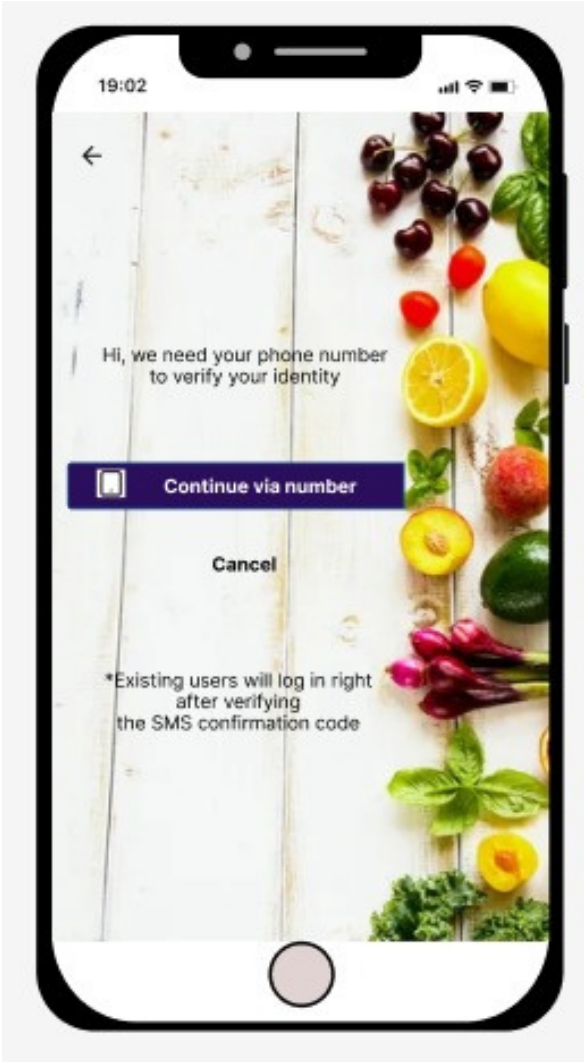 19:02
Hi, we need your phone number
to verify your identity
Continue via number
Cancel
*Existing users will log in right
after verifying
the SMS confirmation code